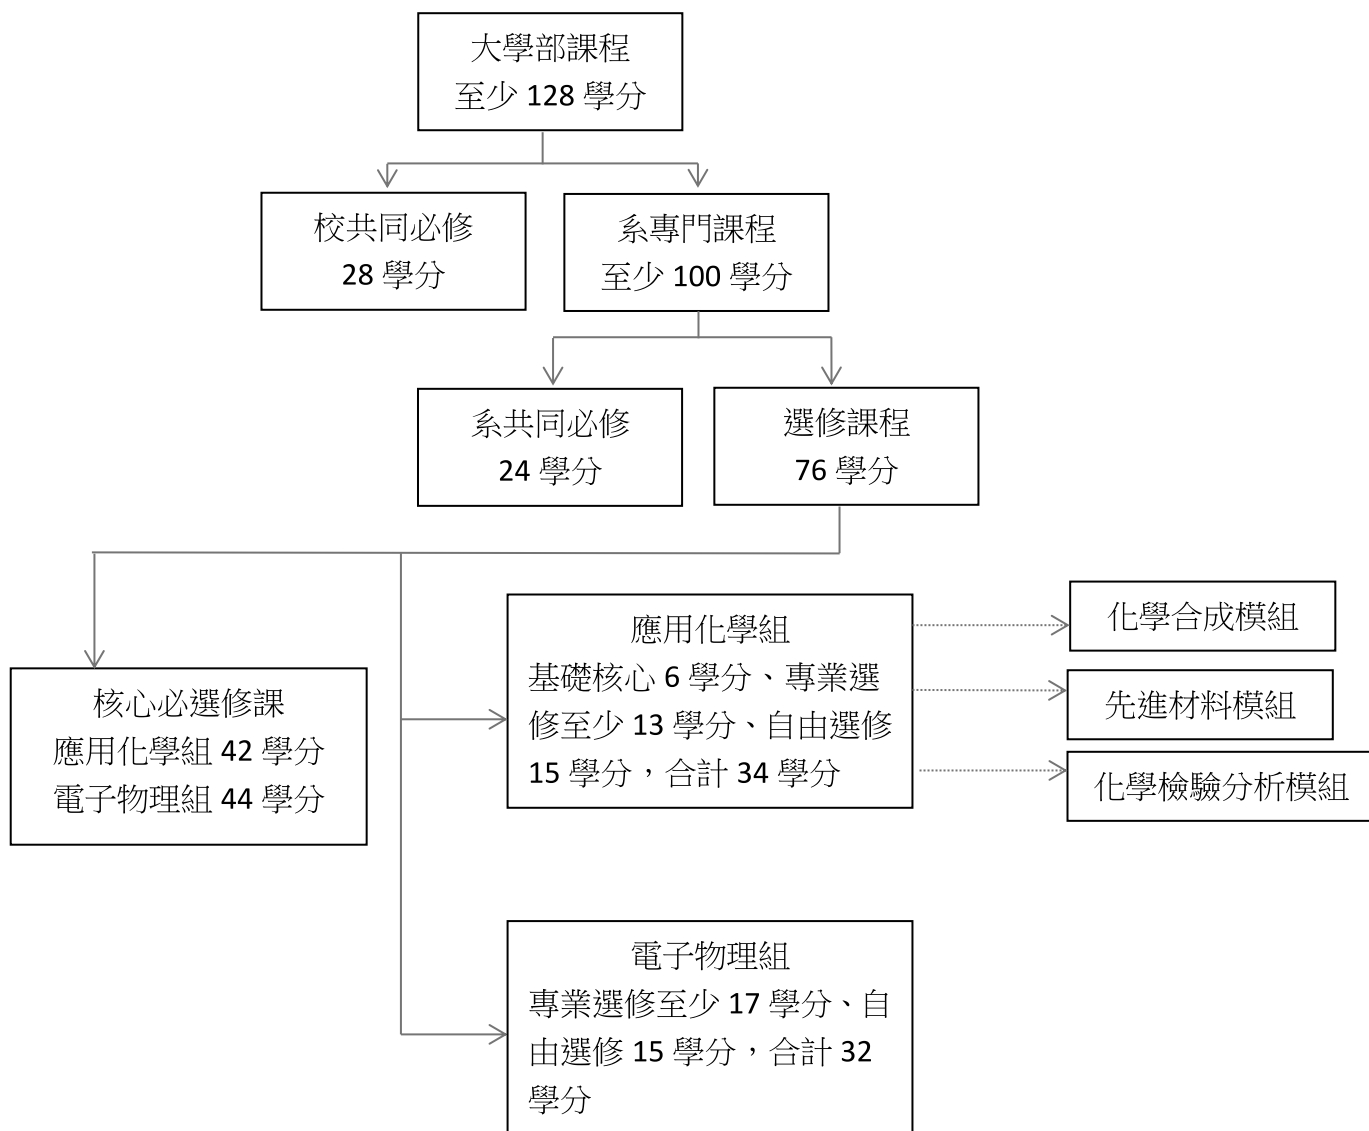 大學部課程
至少 128 學分
校共同必修
28 學分
系專門課程
至少 100 學分
系共同必修
24 學分
選修課程
76 學分
核心必選修課
應用化學組 42 學分
電子物理組 44 學分
應用化學組
基礎核心 6 學分、專業選
修至少 13 學分、自由選修
15 學分，合計 34 學分
化學合成模組
先進材料模組
化學檢驗分析模組
電子物理組
專業選修至少 17 學分、自
由選修 15 學分，合計 32
學分